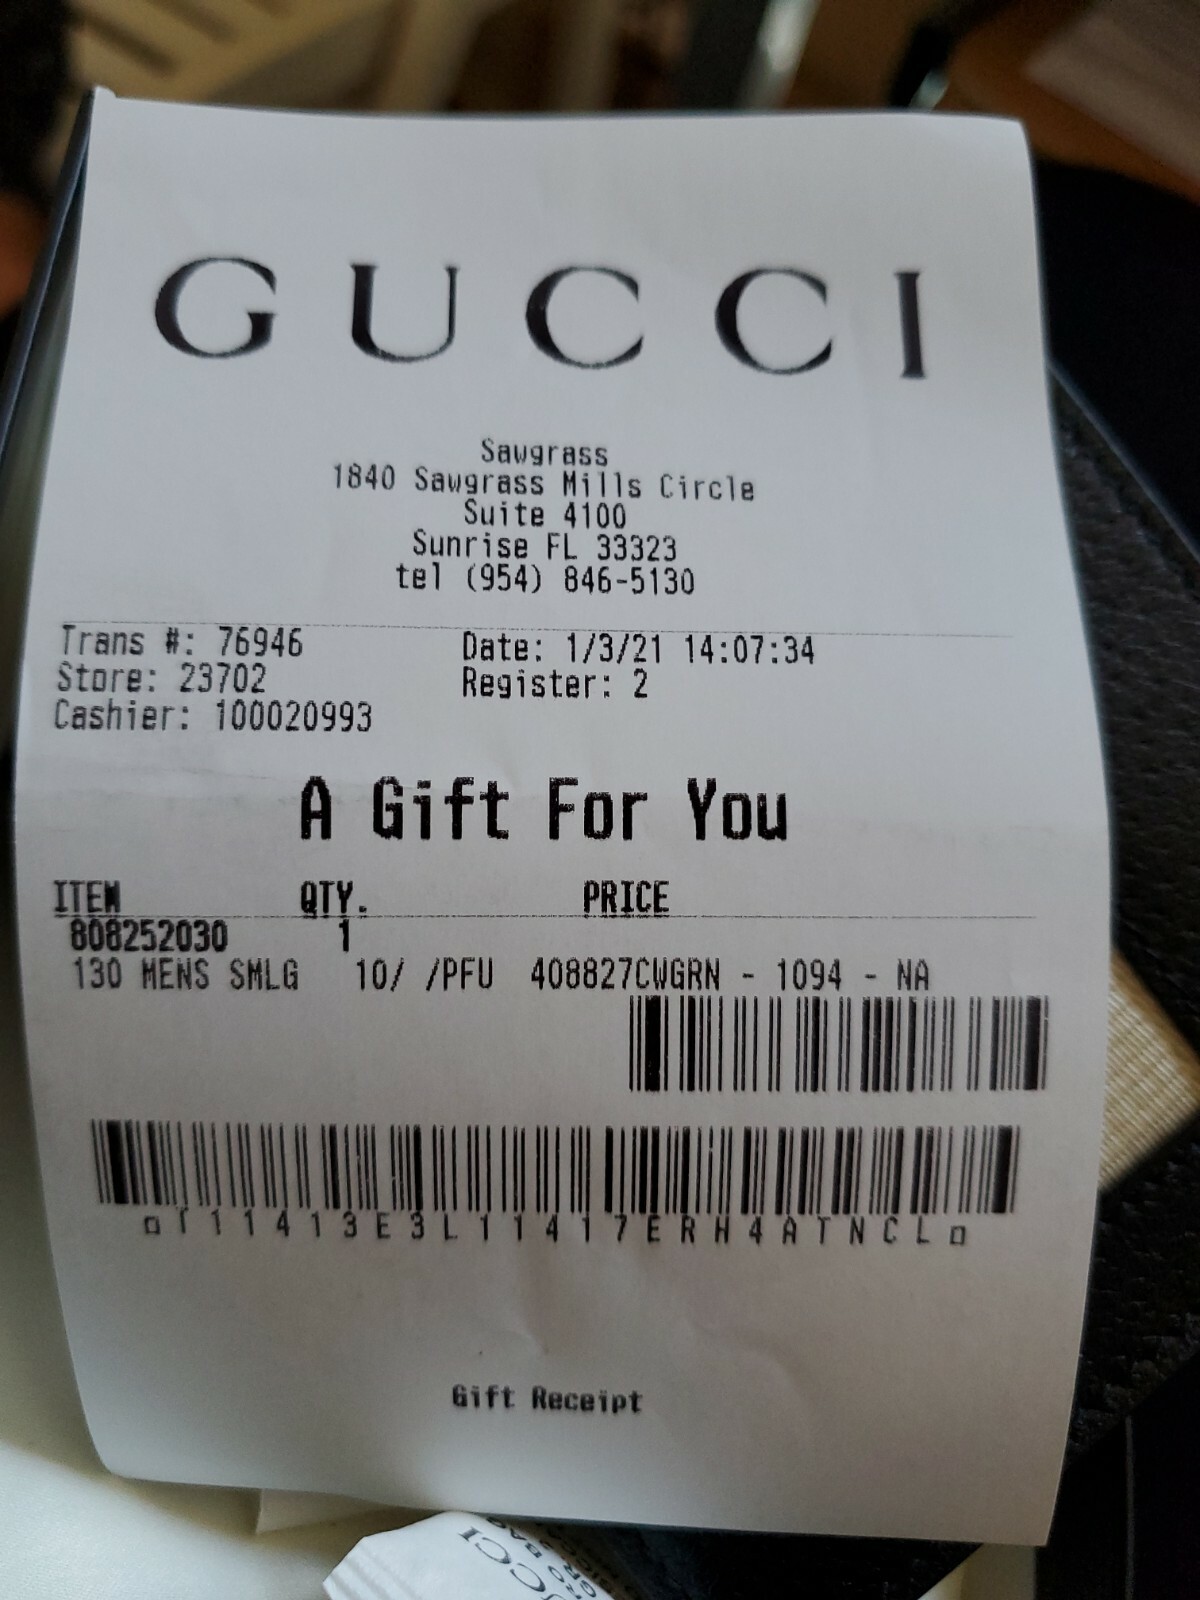 GUCCI
Sawgrass
1840 Sawgrass Mills Circle
Suite 4100
Sunrise FL 33323
tel (954) 846-5130
Trans #: 76946 Date: 1/3/21 14:07:34
Store: 23702 Register: 2
Cashier: 100020993
A Gift For You
ITEM QTY. PRICE
808252030 1
130 MENS SMLG 10/ /PFU 408827CWGRN - 1094 - NA
¤T11413E3L11417ERH4ATNCL¤
Gift Receipt